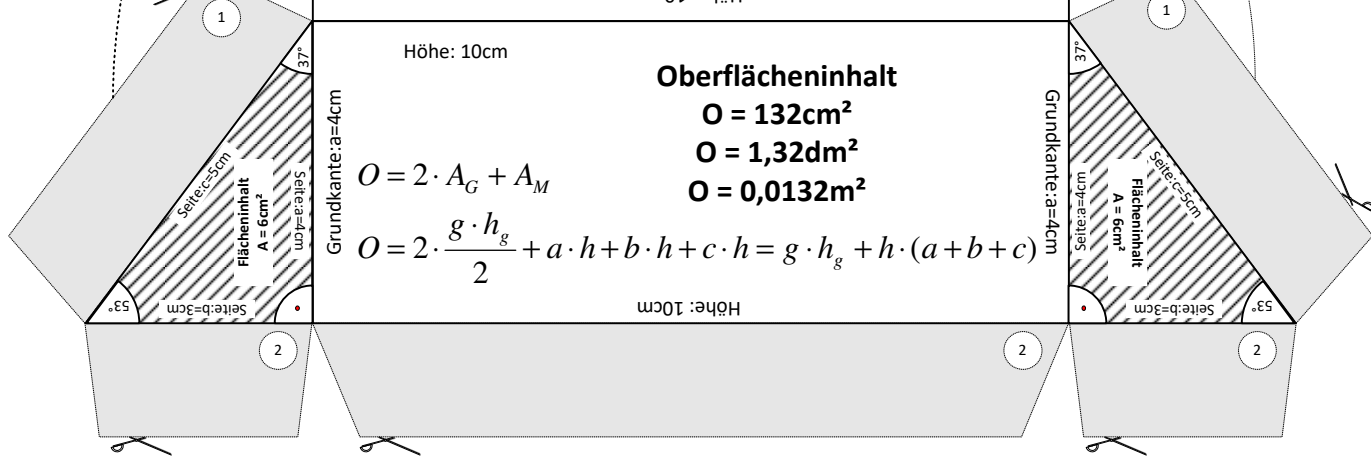 1
1
37°
Höhe: 10cm
37°
Oberflächeninhalt
O = 132cm²
O = 1,32dm²
O = 0,0132m²
Grundkante:a=4cm
Grundkante:a=4cm
O = 2 · A_G + A_M
O = 2 · (g · h_g)/2 + a · h + b · h + c · h = g · h_g + h · (a + b + c)
Höhe: 10cm
Seite:c=5cm
Flächeninhalt
A = 6cm²
Seite:a=4cm
53°
Seite:b=3cm
Seite:c=5cm
Flächeninhalt
A = 6cm²
Seite:a=4cm
Seite:b=3cm
53°
2
2
2